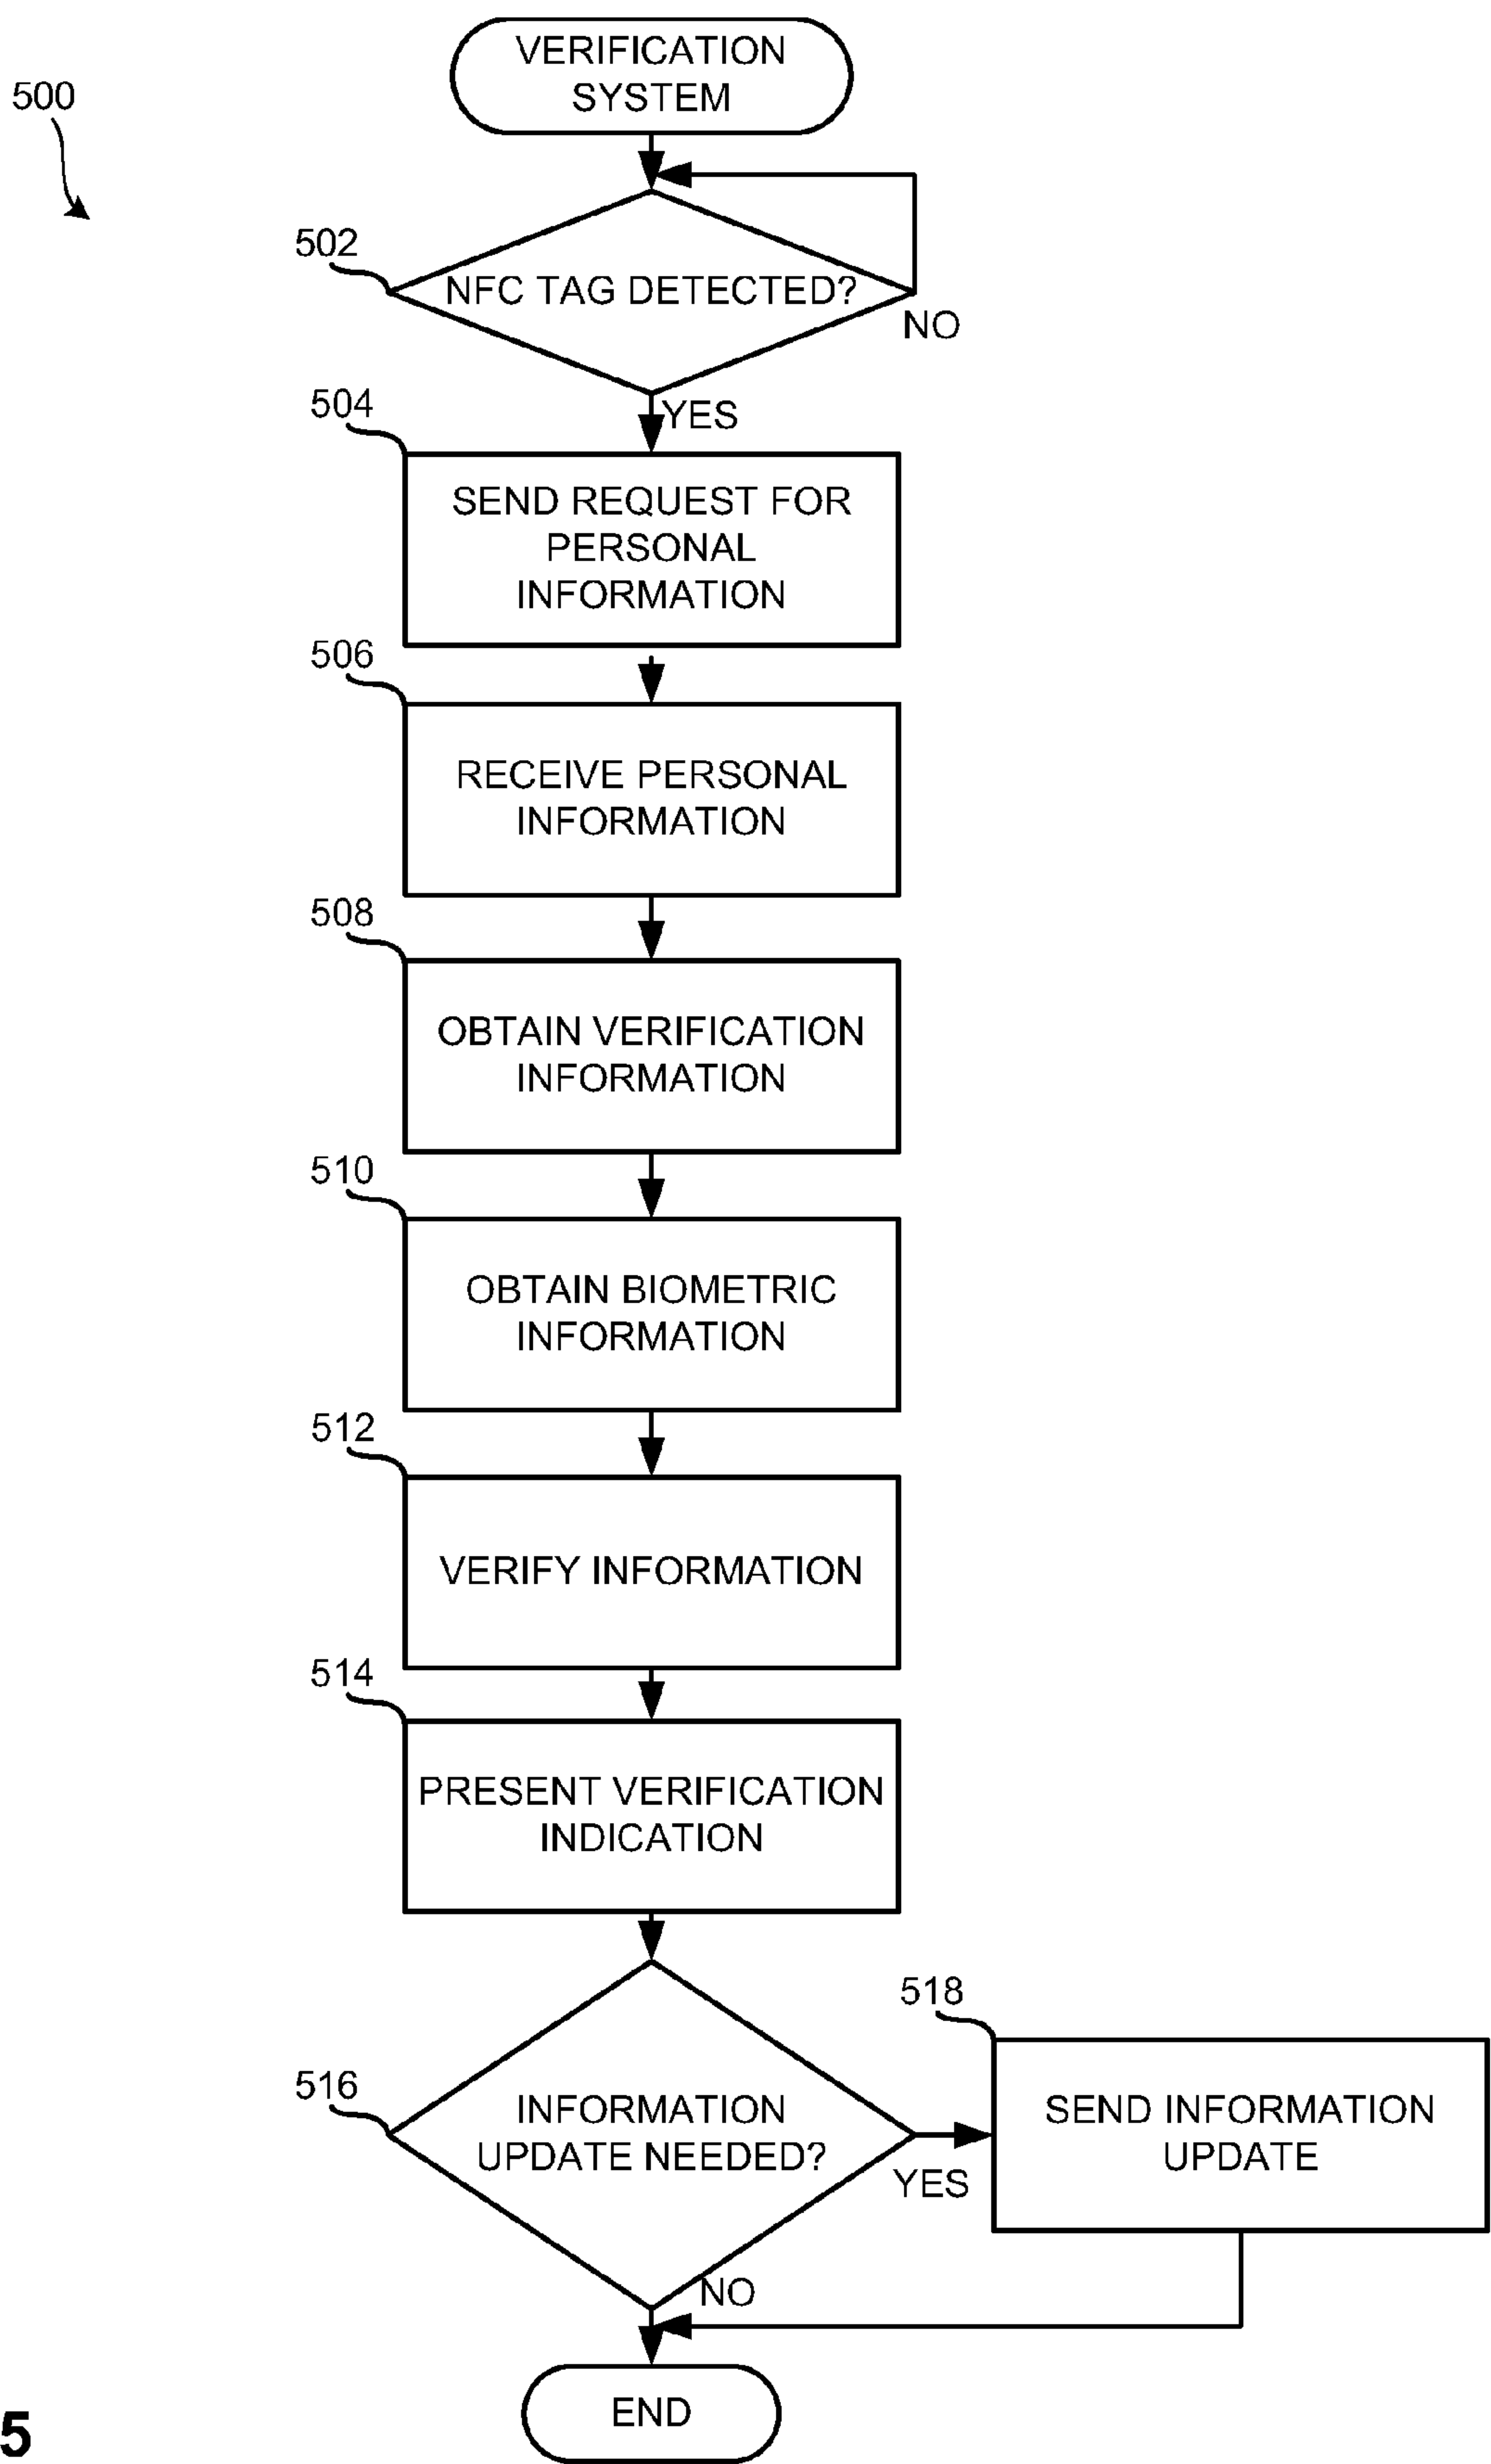 VERIFICATION
SYSTEM
500
502
NFC TAG DETECTED?
NO
504
YES
SEND REQUEST FOR
PERSONAL
INFORMATION
506
RECEIVE PERSONAL
INFORMATION
508
OBTAIN VERIFICATION
INFORMATION
510
OBTAIN BIOMETRIC
INFORMATION
512
VERIFY INFORMATION
514
PRESENT VERIFICATION
INDICATION
516
INFORMATION
UPDATE NEEDED?
YES
518
SEND INFORMATION
UPDATE
NO
END
5